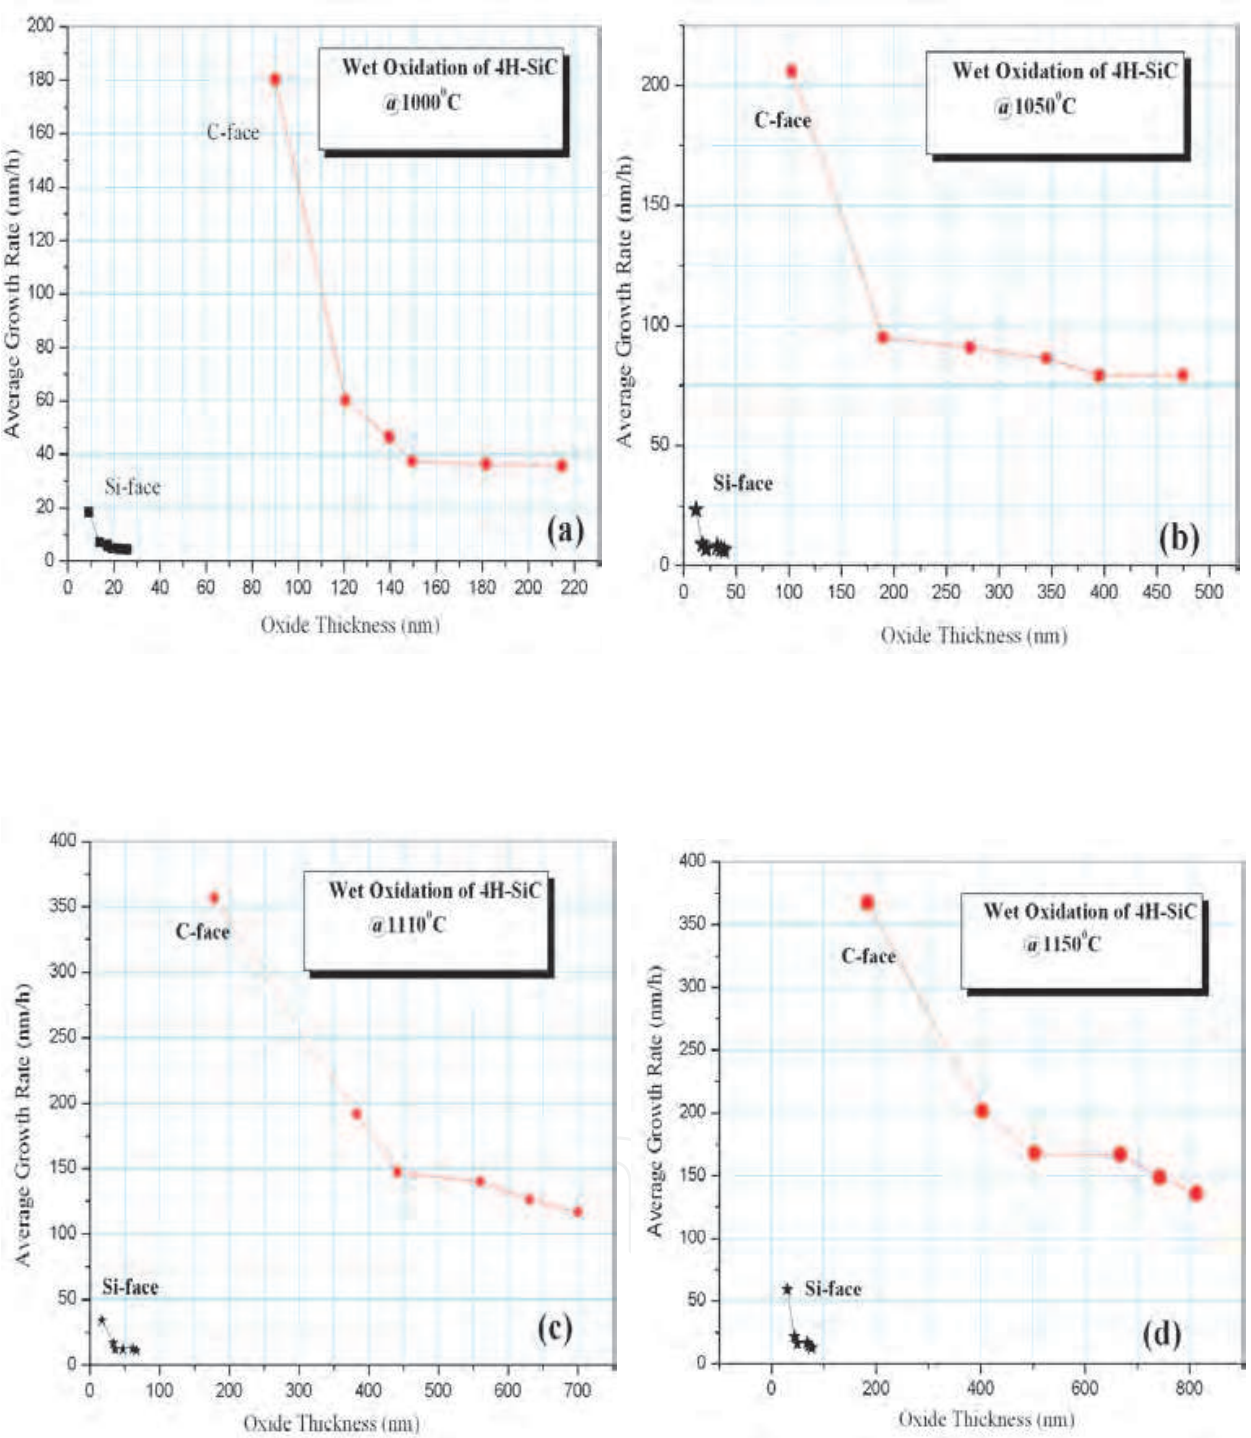 Wet Oxidation of 4H-SiC
@1000⁰C
C-face
Si-face
(a)
Average Growth Rate (nm/h)
200
180
160
140
120
100
80
60
40
20
0
0 20 40 60 80 100 120 140 160 180 200 220
Oxide Thickness (nm)
Wet Oxidation of 4H-SiC
@1050⁰C
C-face
Si-face
(b)
Average Growth Rate (nm/h)
200
150
100
50
0
0 50 100 150 200 250 300 350 400 450 500
Oxide Thickness (nm)
Wet Oxidation of 4H-SiC
@1110⁰C
C-face
Si-face
(c)
Average Growth Rate (nm/h)
400
350
300
250
200
150
100
50
0
0 100 200 300 400 500 600 700
Oxide Thickness (nm)
Wet Oxidation of 4H-SiC
@1150⁰C
C-face
Si-face
(d)
Average Growth Rate (nm/h)
400
350
300
250
200
150
100
50
0
0 200 400 600 800
Oxide Thickness (nm)